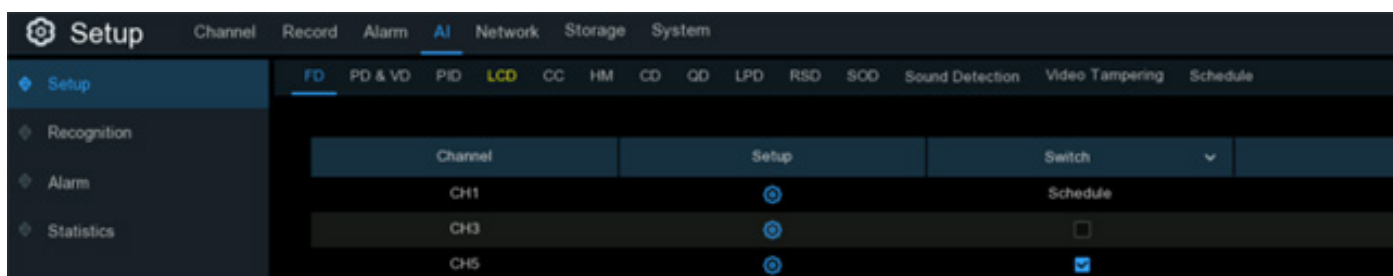 Setup Channel Record Alarm AI Network Storage System
Setup FD PD & VD PID LCD CC HM CD QD LPD RSD SOD Sound Detection Video Tampering Schedule
Recognition
Channel Setup Switch
Alarm CH1 Schedule
Statistics CH3
CH5